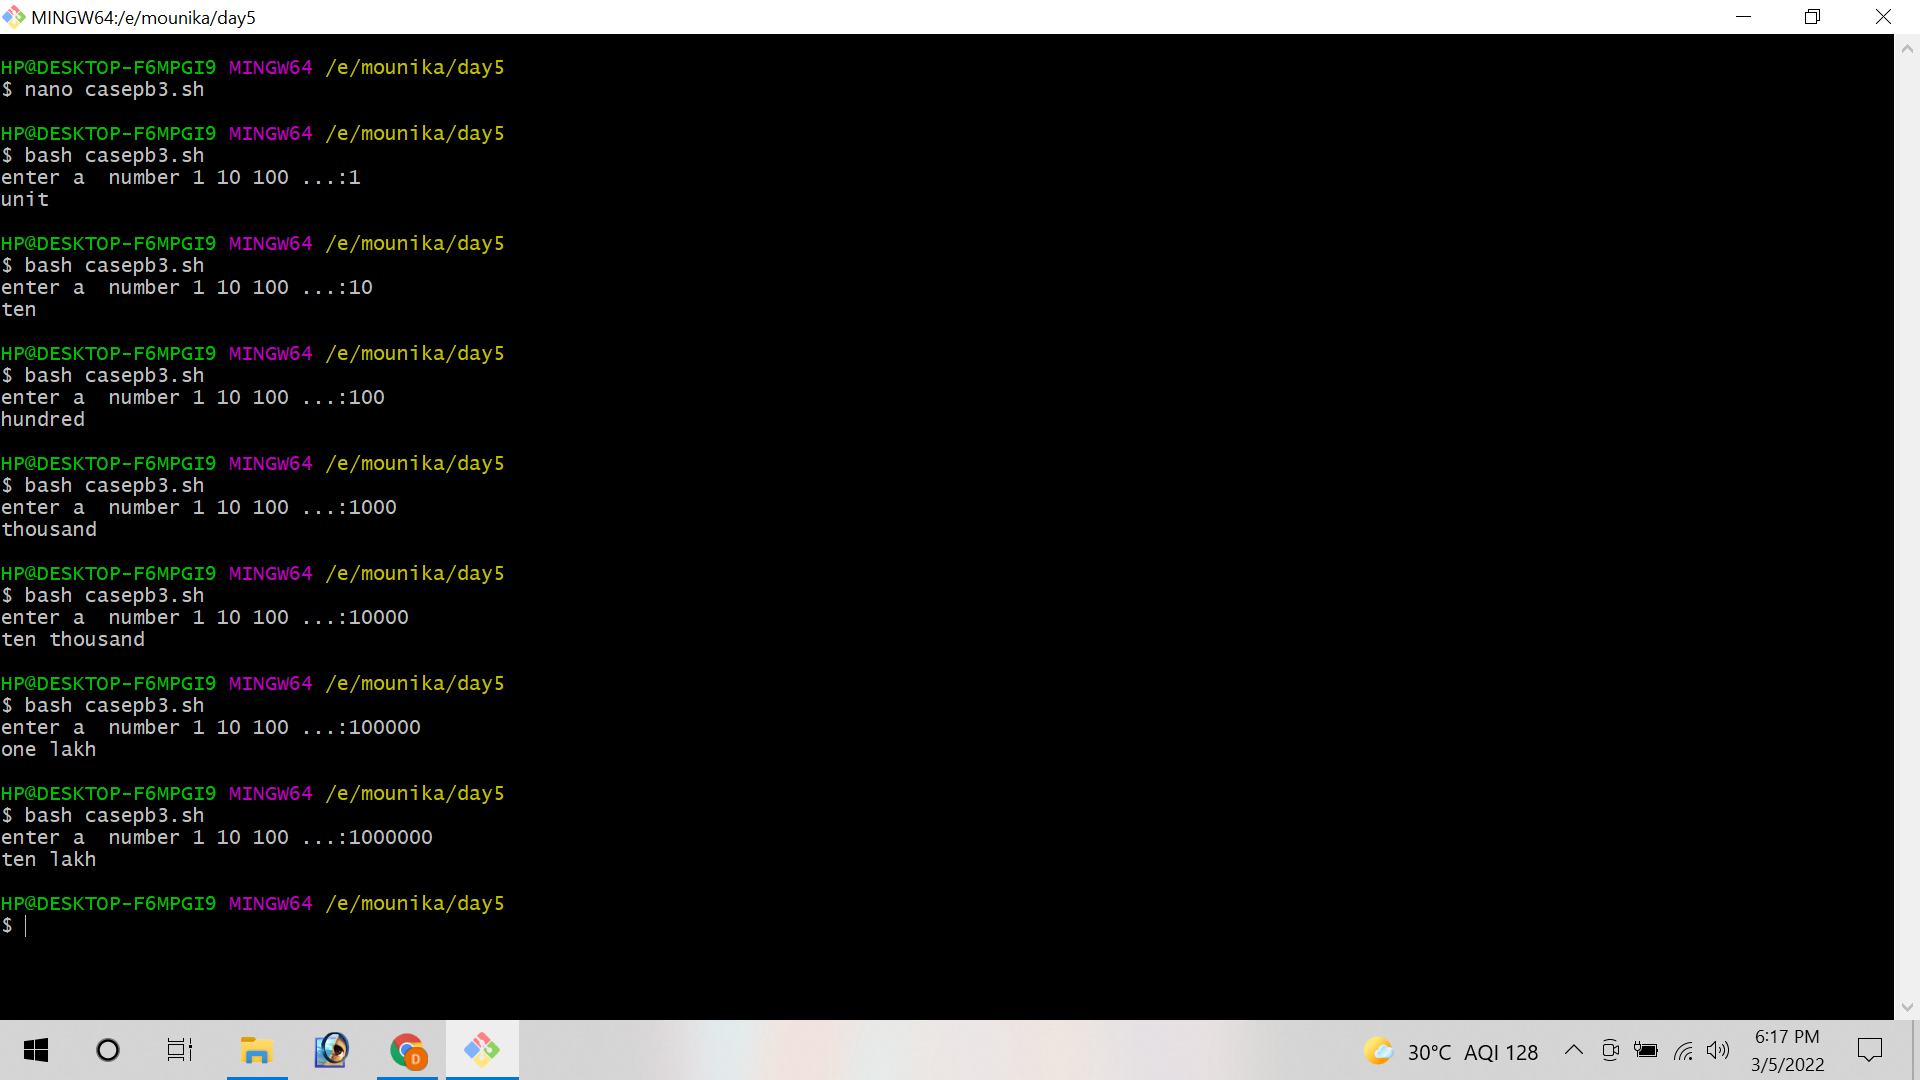 MINGW64:/e/mounika/day5
HP@DESKTOP-F6MPGI9 MINGW64 /e/mounika/day5
$ nano casepb3.sh
HP@DESKTOP-F6MPGI9 MINGW64 /e/mounika/day5
$ bash casepb3.sh
enter a  number 1 10 100 ...:1
unit
HP@DESKTOP-F6MPGI9 MINGW64 /e/mounika/day5
$ bash casepb3.sh
enter a  number 1 10 100 ...:10
ten
HP@DESKTOP-F6MPGI9 MINGW64 /e/mounika/day5
$ bash casepb3.sh
enter a  number 1 10 100 ...:100
hundred
HP@DESKTOP-F6MPGI9 MINGW64 /e/mounika/day5
$ bash casepb3.sh
enter a  number 1 10 100 ...:1000
thousand
HP@DESKTOP-F6MPGI9 MINGW64 /e/mounika/day5
$ bash casepb3.sh
enter a  number 1 10 100 ...:10000
ten thousand
HP@DESKTOP-F6MPGI9 MINGW64 /e/mounika/day5
$ bash casepb3.sh
enter a  number 1 10 100 ...:100000
one lakh
HP@DESKTOP-F6MPGI9 MINGW64 /e/mounika/day5
$ bash casepb3.sh
enter a  number 1 10 100 ...:1000000
ten lakh
HP@DESKTOP-F6MPGI9 MINGW64 /e/mounika/day5
$
D
30°C AQI 128
6:17 PM
3/5/2022